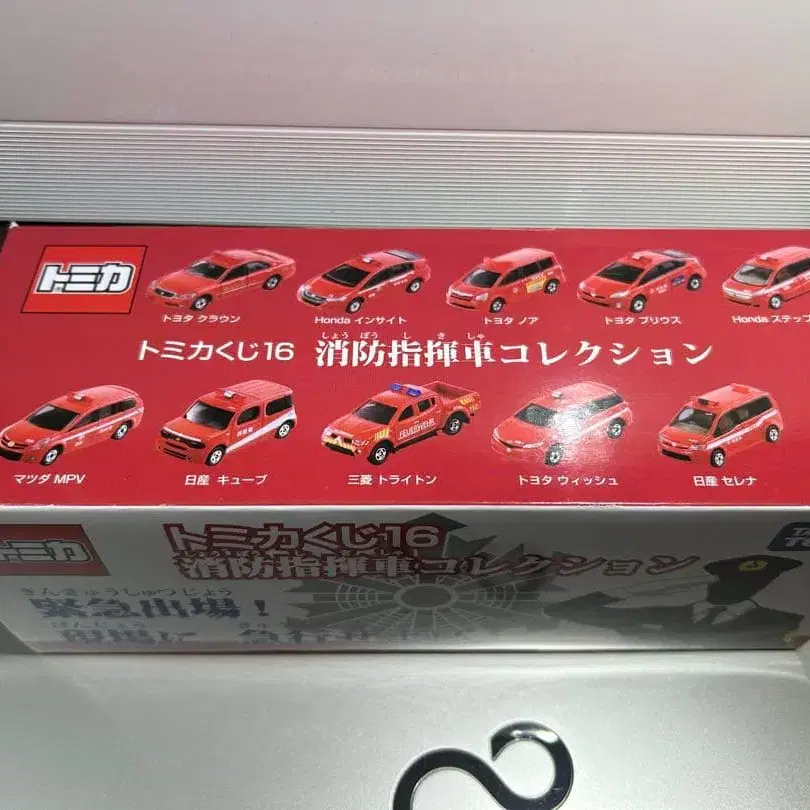 トミカ
トヨタ クラウン
Honda インサイト
トヨタ ノア
トヨタ プリウス
Honda ステップ
しょう ぼう し き しゃ
トミカくじ16 消防指揮車コレクション
マツダ MPV
日産 キューブ
三菱 トライトン
トヨタ ウィッシュ
日産 セレナ
トミカ
トミカくじ16
消防指揮車コレクション
きんきゅうしゅつじょう
緊急出場!